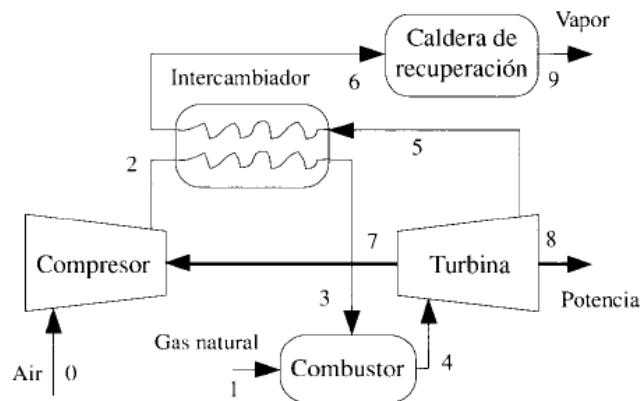 Vapor
Caldera de
recuperación
6
9
Intercambiador
2
5
Compresor
7
Turbina
8
Potencia
3
Gas natural
Combustor
4
1
Air
0